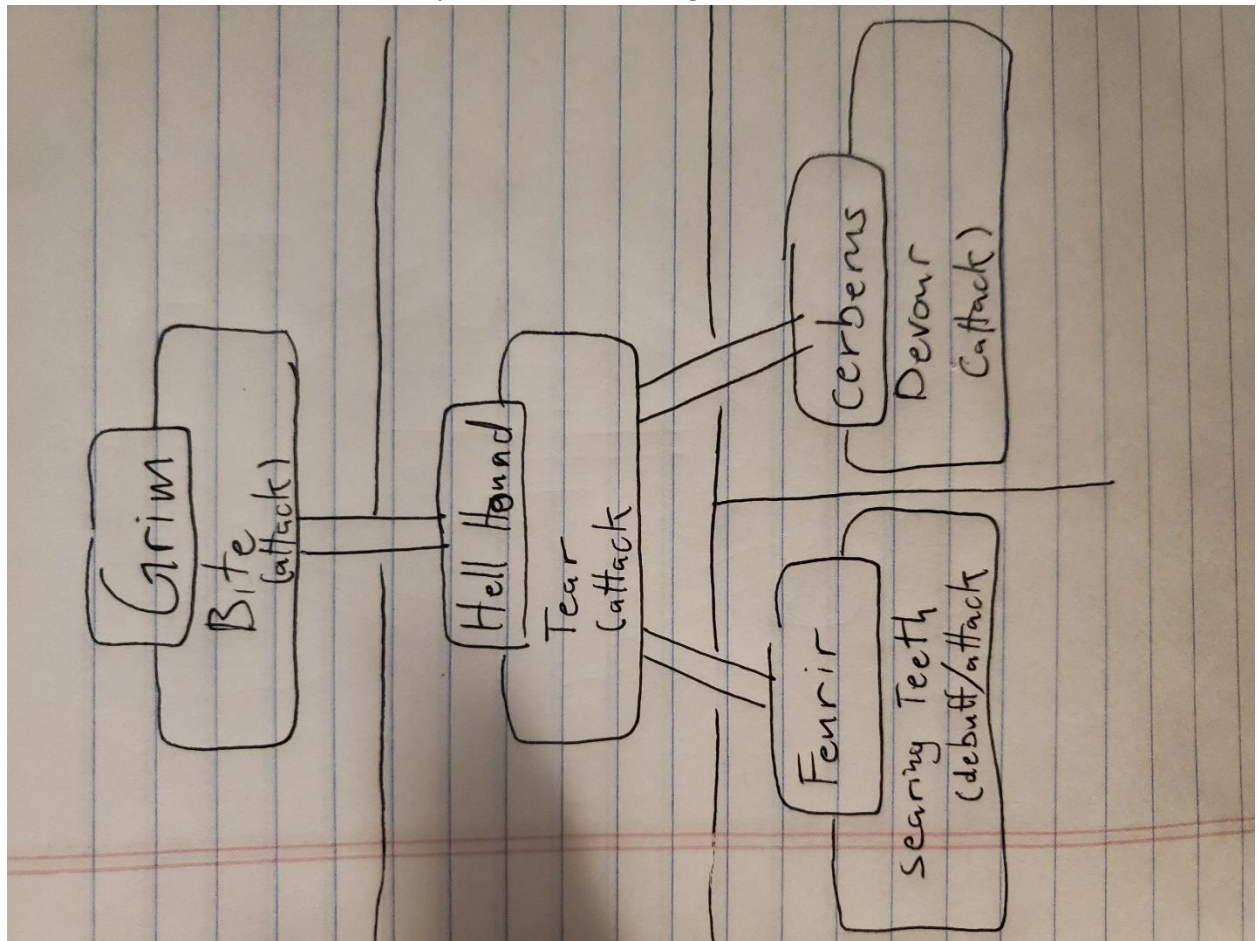 Grim
Bite
(attack)
Hell Hound
Tear
(attack
Fenrir
Searing Teeth
(debuff/attack
Cerberus
Devour
(attack)